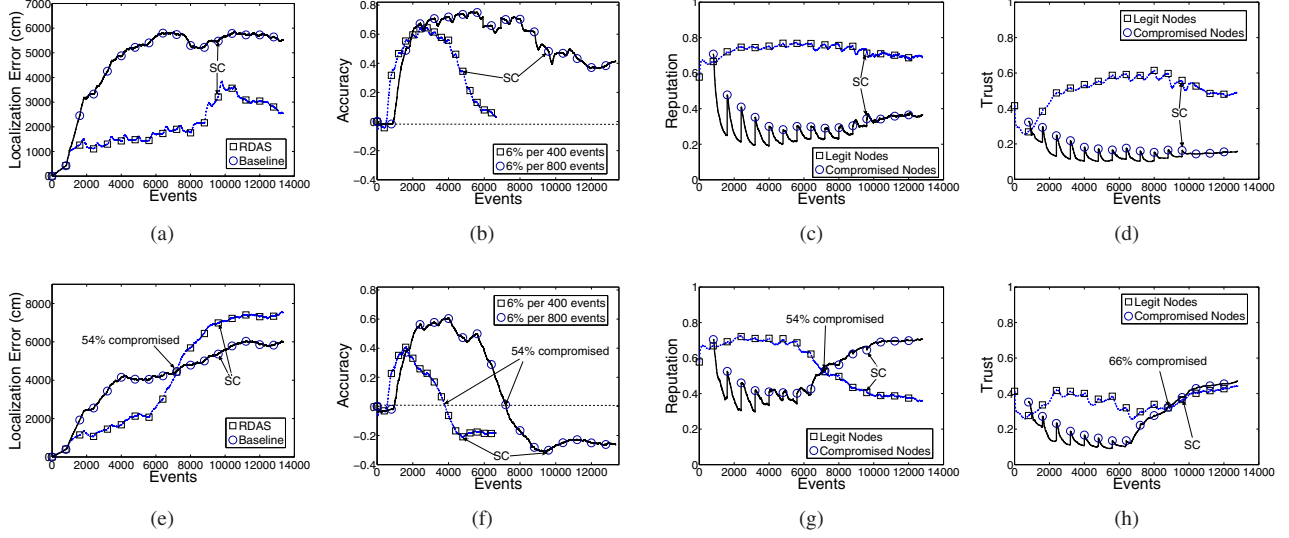 Localization Error (cm)
7000
6000
5000
4000
3000
2000
1000
0
SC
RDAS
Baseline
0 2000 4000 6000 8000 10000 12000 14000
Events
(a)
Accuracy
0.8
0.6
0.4
0.2
0
−0.2
−0.4
SC
6% per 400 events
6% per 800 events
0 2000 4000 6000 8000 10000 12000
Events
(b)
Reputation
1
0.8
0.6
0.4
0.2
0
SC
Legit Nodes
Compromised Nodes
0 2000 4000 6000 8000 10000 12000 14000
Events
(c)
Trust
1
0.8
0.6
0.4
0.2
0
Legit Nodes
Compromised Nodes
SC
0 2000 4000 6000 8000 10000 12000 14000
Events
(d)
Localization Error (cm)
8000
6000
4000
2000
0
54% compromised
SC
RDAS
Baseline
0 2000 4000 6000 8000 10000 12000 14000
Events
(e)
Accuracy
0.8
0.6
0.4
0.2
0
−0.2
−0.4
6% per 400 events
6% per 800 events
54% compromised
SC
0 2000 4000 6000 8000 10000 12000
Events
(f)
Reputation
1
0.8
0.6
0.4
0.2
0
54% compromised
SC
Legit Nodes
Compromised Nodes
0 2000 4000 6000 8000 10000 12000 14000
Events
(g)
Trust
1
0.8
0.6
0.4
0.2
0
Legit Nodes
Compromised Nodes
66% compromised
SC
0 2000 4000 6000 8000 10000 12000 14000
Events
(h)